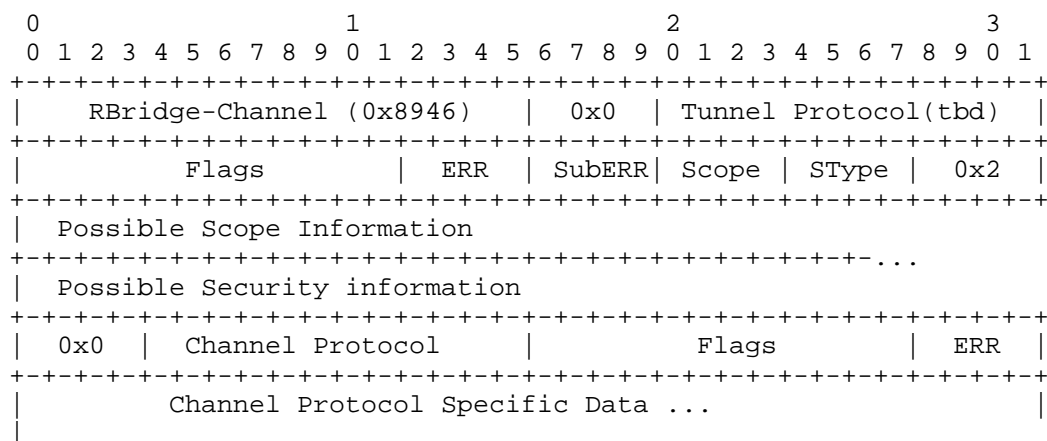 0                   1                   2                   3
 0 1 2 3 4 5 6 7 8 9 0 1 2 3 4 5 6 7 8 9 0 1 2 3 4 5 6 7 8 9 0 1
+-+-+-+-+-+-+-+-+-+-+-+-+-+-+-+-+-+-+-+-+-+-+-+-+-+-+-+-+-+-+-+-+
|    RBridge-Channel (0x8946)   |  0x0  | Tunnel Protocol(tbd)  |
+-+-+-+-+-+-+-+-+-+-+-+-+-+-+-+-+-+-+-+-+-+-+-+-+-+-+-+-+-+-+-+-+
|          Flags        |  ERR  | SubERR| Scope | SType |  0x2  |
+-+-+-+-+-+-+-+-+-+-+-+-+-+-+-+-+-+-+-+-+-+-+-+-+-+-+-+-+-+-+-+-+
|  Possible Scope Information
+-+-+-+-+-+-+-+-+-+-+-+-+-+-+-+-+-+-+-+-+-+-+-+-+-+-+-...
|  Possible Security information
+-+-+-+-+-+-+-+-+-+-+-+-+-+-+-+-+-+-+-+-+-+-+-+-+-+-+-+-+-+-+-+-+
|  0x0  |  Channel Protocol     |          Flags        |  ERR  |
+-+-+-+-+-+-+-+-+-+-+-+-+-+-+-+-+-+-+-+-+-+-+-+-+-+-+-+-+-+-+-+-+
|         Channel Protocol Specific Data ...                    |
|